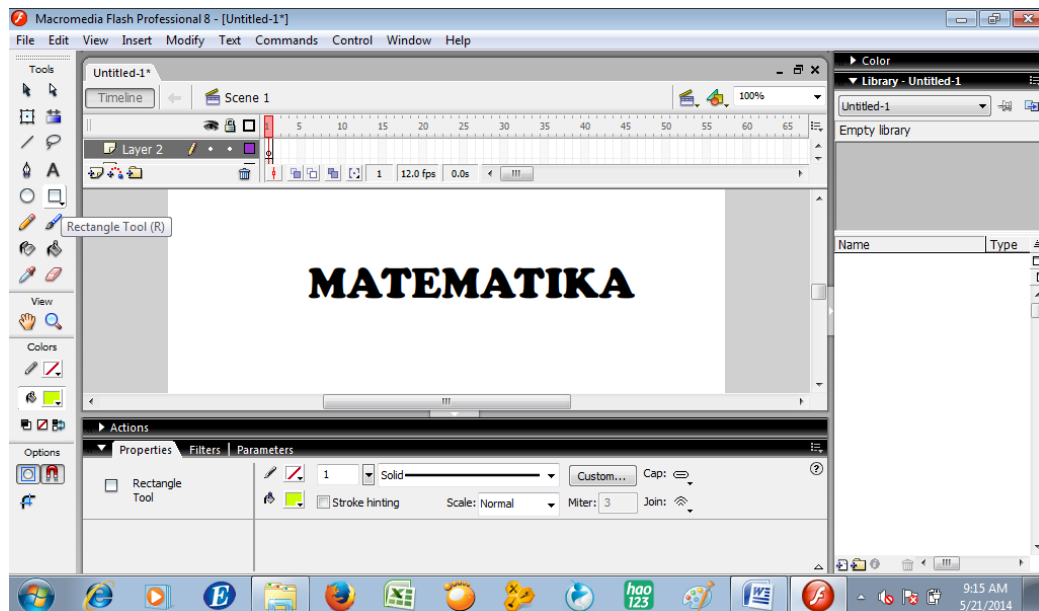 Macromedia Flash Professional 8 - [Untitled-1*]
File Edit View Insert Modify Text Commands Control Window Help
Tools
Untitled-1*
Timeline Scene 1 100%
1 5 10 15 20 25 30 35 40 45 50 55 60 65
Layer 2
1 12.0 fps 0.0s
A
Rectangle Tool (R)
MATEMATIKA
View
Colors
Options
Color
Library - Untitled-1
Untitled-1
Empty library
Name Type
Actions
Properties Filters Parameters
Rectangle
Tool
1 Solid Custom... Cap:
Stroke hinting Scale: Normal Miter: 3 Join:
hao
123
9:15 AM
5/21/2014